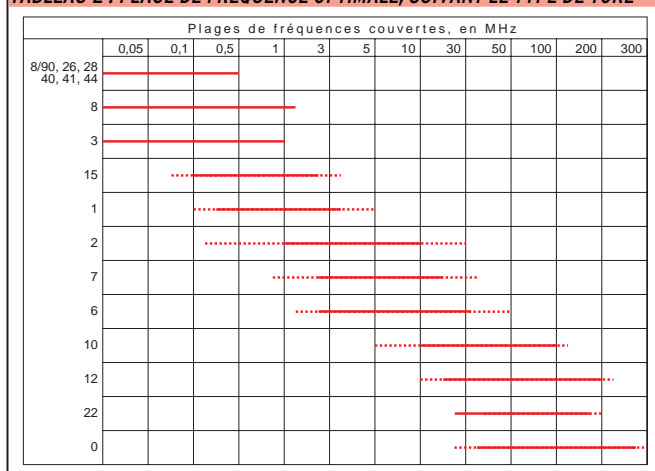 TABLEAU 2 : PLAGE DE FRÉQUENCE OPTIMALE, SUIVANT LE TYPE DE TORE
Plages de fréquences couvertes, en MHz
0,05 0,1 0,5 1 3 5 10 30 50 100 200 300
8/90, 26, 28
40, 41, 44
8
3
15
1
2
7
6
10
12
22
0